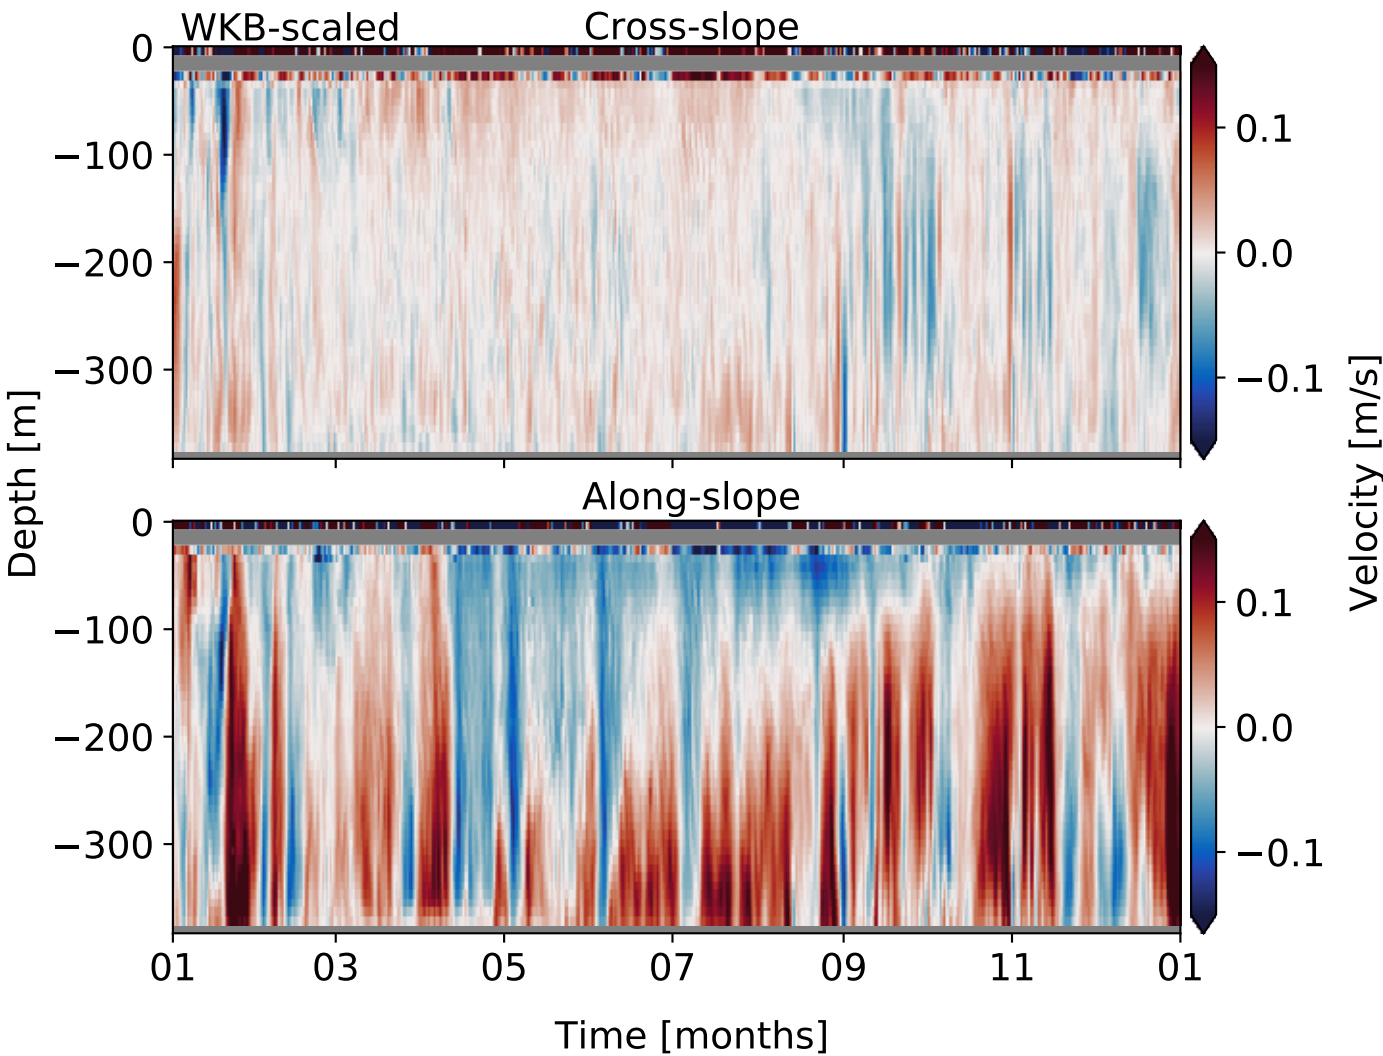 WKB-scaled Cross-slope
0
−100
−200
−300
0.1
0.0
−0.1
Depth [m]
Velocity [m/s]
Along-slope
0
−100
−200
−300
0.1
0.0
−0.1
01 03 05 07 09 11 01
Time [months]